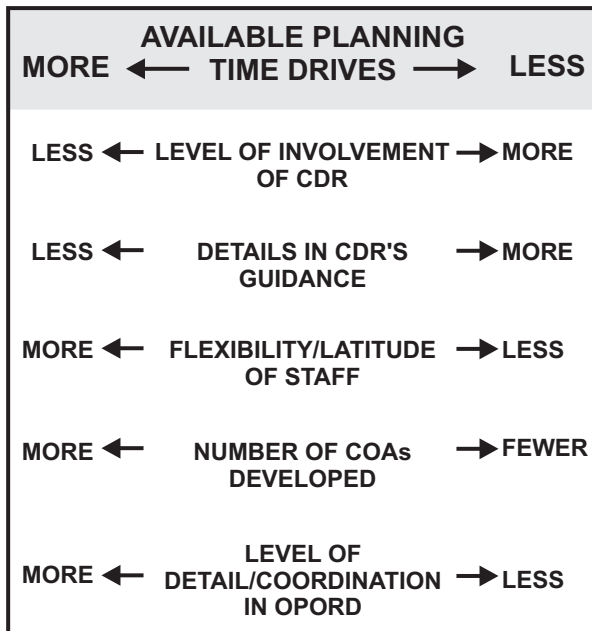 AVAILABLE PLANNING
MORE TIME DRIVES LESS
LESS LEVEL OF INVOLVEMENT MORE
OF CDR
LESS DETAILS IN CDR'S MORE
GUIDANCE
MORE FLEXIBILITY/LATITUDE LESS
OF STAFF
MORE NUMBER OF COAs FEWER
DEVELOPED
LEVEL OF
MORE DETAIL/COORDINATION LESS
IN OPORD